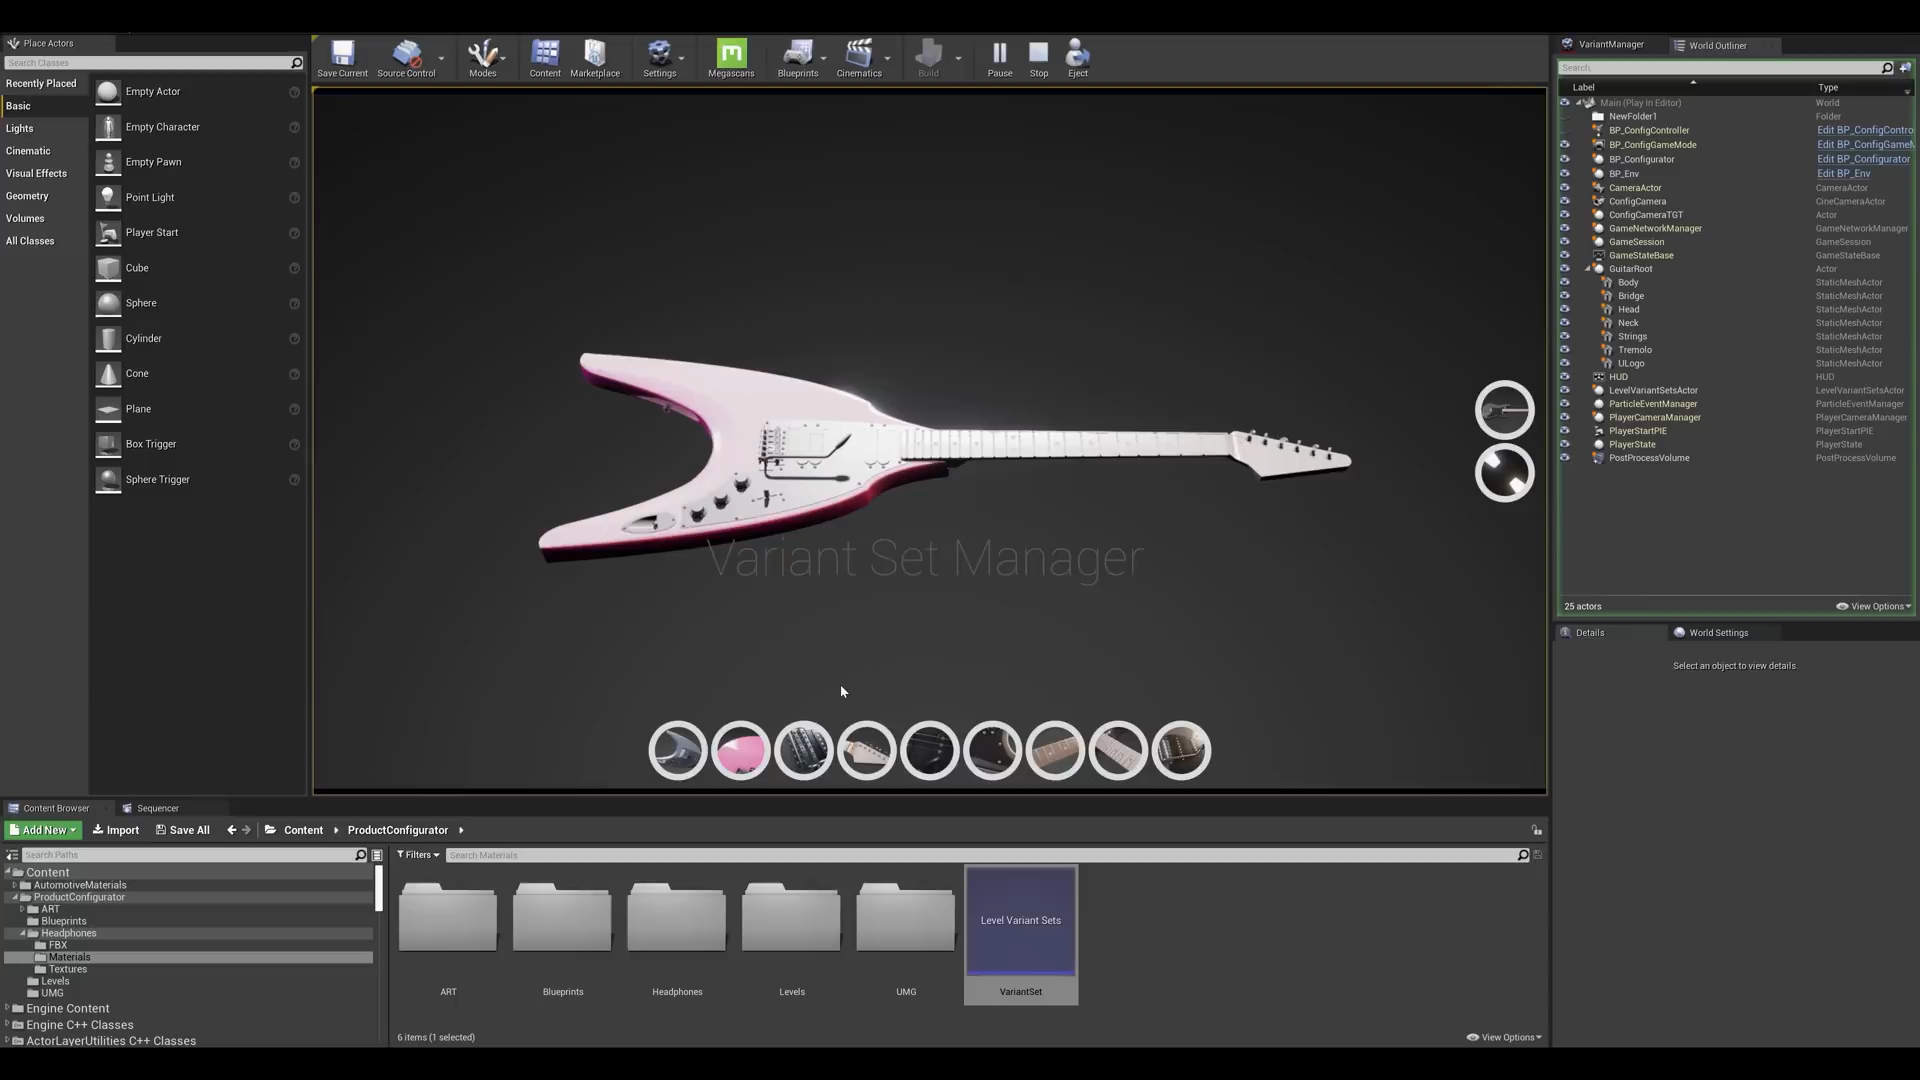 Place Actors
Search Classes
Recently Placed
Basic
Lights
Cinematic
Visual Effects
Geometry
Volumes
All Classes
Empty Actor
Empty Character
Empty Pawn
Point Light
Player Start
Cube
Sphere
Cylinder
Cone
Plane
Box Trigger
Sphere Trigger
Save Current
Source Control
Modes
Content
Marketplace
Settings
Megascans
Blueprints
Cinematics
Build
Pause
Stop
Eject
Variant Set Manager
VariantManager
World Outliner
Search.
Label Type
Main (Play In Editor) World
NewFolder1 Folder
BP_ConfigController Edit BP_ConfigContro
BP_ConfigGameMode Edit BP_ConfigGameM
BP_Configurator Edit BP_Configurator
BP_Env Edit BP_Env
CameraActor CameraActor
ConfigCamera CineCameraActor
ConfigCameraTGT Actor
GameNetworkManager GameNetworkManager
GameSession GameSession
GameStateBase GameStateBase
GuitarRoot Actor
Body StaticMeshActor
Bridge StaticMeshActor
Head StaticMeshActor
Neck StaticMeshActor
Strings StaticMeshActor
Tremolo StaticMeshActor
ULogo StaticMeshActor
HUD HUD
LevelVariantSetsActor LevelVariantSetsActor
ParticleEventManager ParticleEventManager
PlayerCameraManager PlayerCameraManager
PlayerStartPIE PlayerStartPIE
PlayerState PlayerState
PostProcessVolume PostProcessVolume
25 actors View Options
Details World Settings
Select an object to view details.
Content Browser Sequencer
Add New Import Save All Content ProductConfigurator
Search Paths
Content
AutomotiveMaterials
ProductConfigurator
ART
Blueprints
Headphones
FBX
Materials
Textures
Levels
UMG
Engine Content
Engine C++ Classes
ActorLayerUtilities C++ Classes
Filters Search Materials
Level Variant Sets
ART Blueprints Headphones Levels UMG VariantSet
6 items (1 selected) View Options